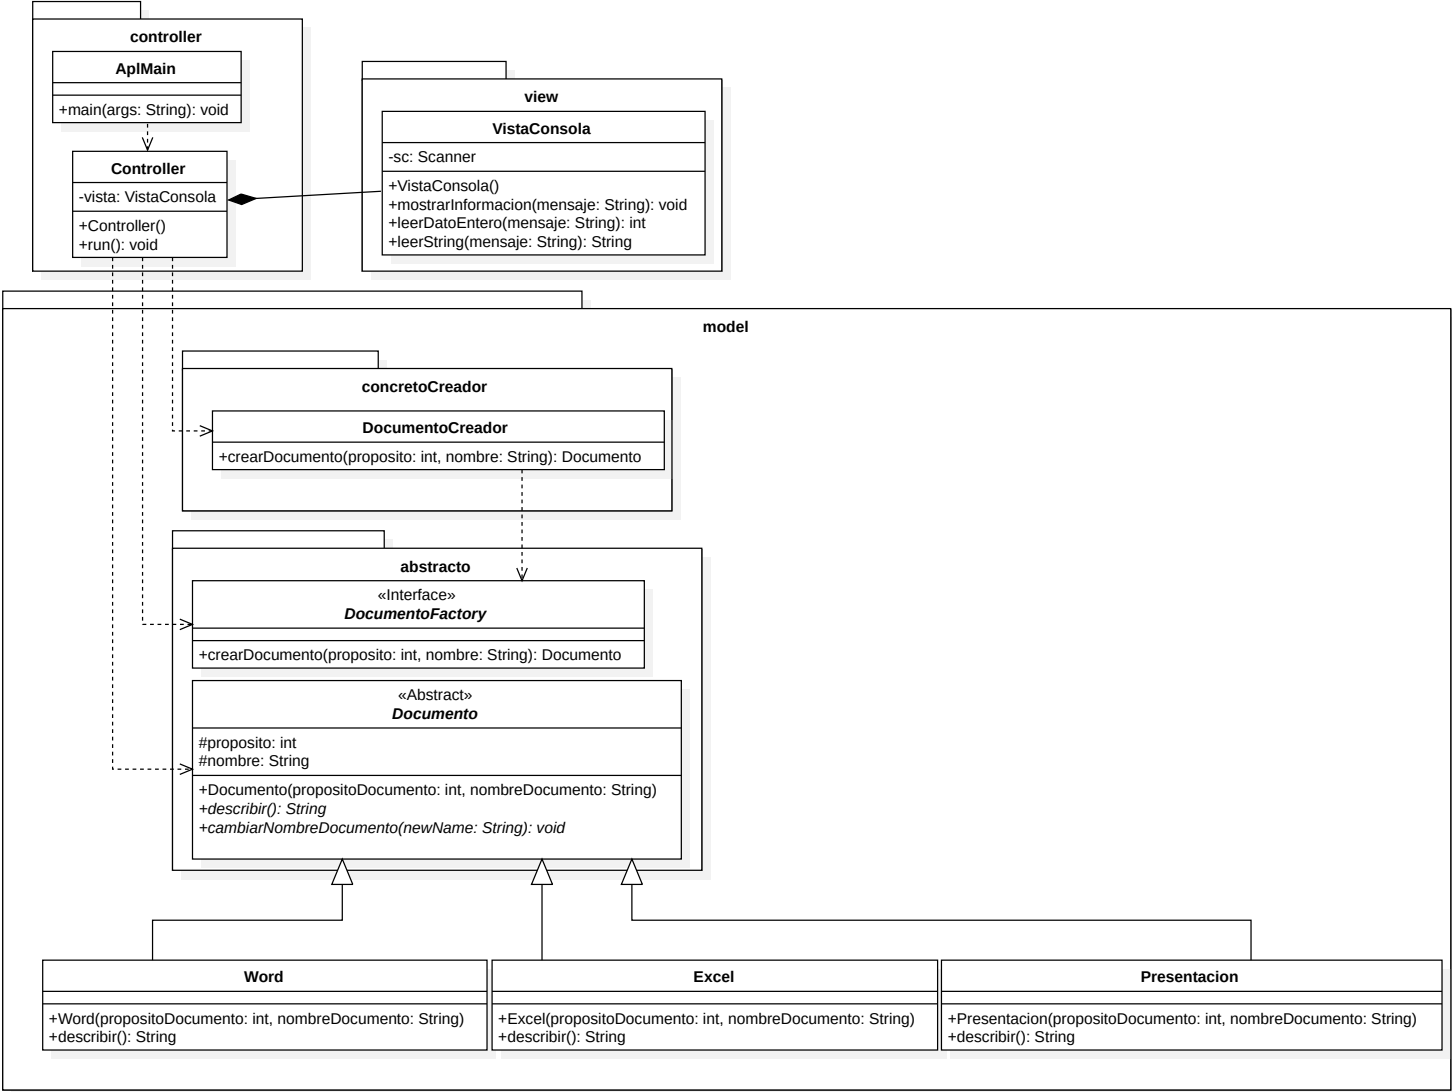 controller
AplMain
+main(args: String): void
Controller
-vista: VistaConsola
+Controller()
+run(): void
view
VistaConsola
-sc: Scanner
+VistaConsola()
+mostrarInformacion(mensaje: String): void
+leerDatoEntero(mensaje: String): int
+leerString(mensaje: String): String
model
concretoCreador
DocumentoCreador
+crearDocumento(proposito: int, nombre: String): Documento
abstracto
«Interface»
DocumentoFactory
+crearDocumento(proposito: int, nombre: String): Documento
«Abstract»
Documento
#proposito: int
#nombre: String
+Documento(propositoDocumento: int, nombreDocumento: String)
+describir(): String
+cambiarNombreDocumento(newName: String): void
Word
+Word(propositoDocumento: int, nombreDocumento: String)
+describir(): String
Excel
+Excel(propositoDocumento: int, nombreDocumento: String)
+describir(): String
Presentacion
+Presentacion(propositoDocumento: int, nombreDocumento: String)
+describir(): String